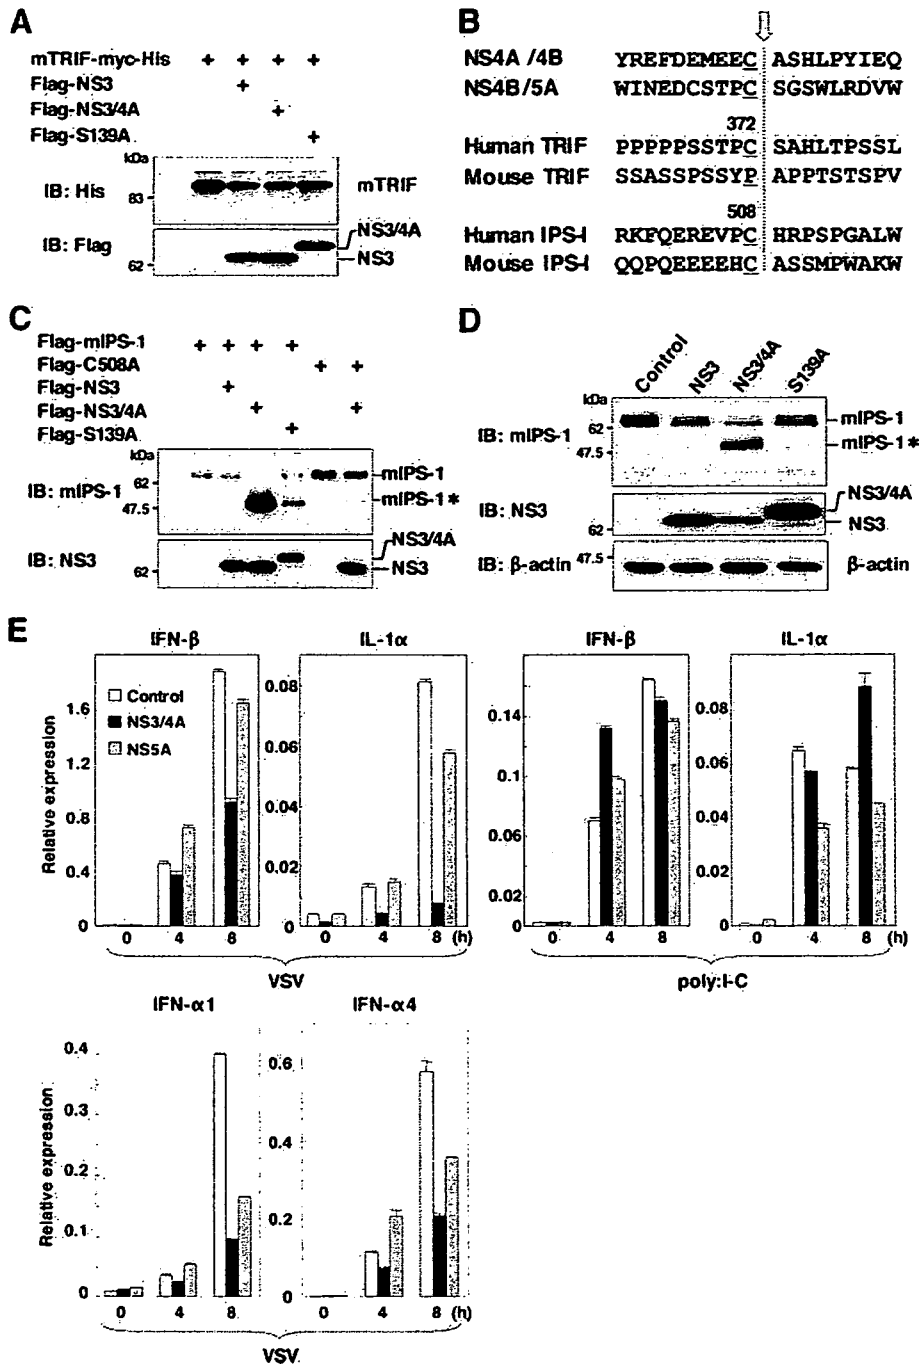 A
mTRIF-myc-His + + + +
Flag-NS3 +
Flag-NS3/4A +
Flag-S139A +
kDa
IB: His
83
mTRIF
IB: Flag
62
NS3/4A
NS3
B
NS4A /4B YREFDEMEEC ASHLPYIEQ
NS4B/5A WINEDCSTPC SGSWLRDVW
372
Human TRIF PPPPPSSTPC SAHLTPSSL
Mouse TRIF SSASSPSSYP APPTSTSPV
508
Human IPS-I RKFQEREVPC HRPSPGALW
Mouse IPS-I QQPQEEEEHC ASSMPWAKW
C
Flag-mIPS-1 + + + +
Flag-C508A + +
Flag-NS3 +
Flag-NS3/4A + +
Flag-S139A +
kDa
IB: mIPS-1
62
47.5
mIPS-1
mIPS-1*
IB: NS3
62
NS3/4A
NS3
D
Control NS3 NS3/4A S139A
kDa
IB: mIPS-1
62
47.5
mIPS-1
mIPS-1*
IB: NS3
62
NS3/4A
NS3
IB: β-actin
47.5
β-actin
E
IFN-β IL-1α IFN-β IL-1α
Control
NS3/4A
NS5A
Relative expression
1.6
1.2
0.8
0.4
0
0.08
0.06
0.04
0.02
0
0.14
0.1
0.06
0.02
0
0.08
0.06
0.04
0.02
0
0 4 8 0 4 8 (h) 0 4 8 0 4 8 (h)
VSV poly:I-C
IFN-α1 IFN-α4
Relative expression
0.4
0.3
0.2
0.1
0
0.6
0.4
0.2
0
0 4 8 0 4 8 (h)
VSV